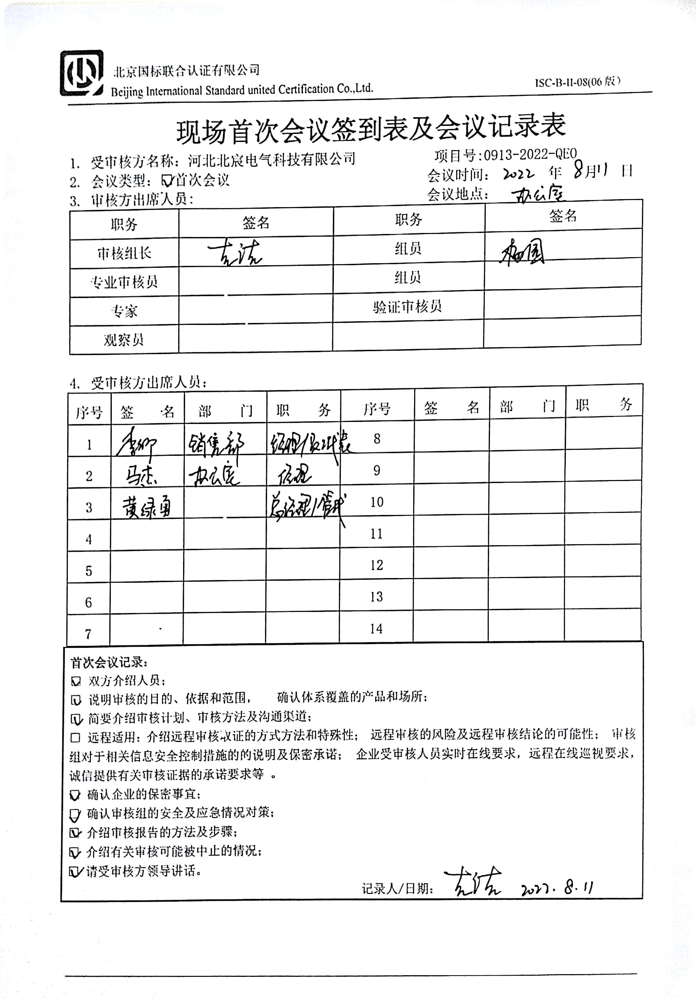 北京国标联合认证有限公司
Beijing International Standard united Certification Co.,Ltd.
ISC-B-II-08(06版)
现场首次会议签到表及会议记录表
1. 受审核方名称：河北北宸电气科技有限公司 项目号:0913-2022-QEO
2. 会议类型：☑首次会议 会议时间： 2022 年 8月11 日
3. 审核方出席人员： 会议地点： 办公室
职务 签名 职务 签名
审核组长 吉洁 组员
专业审核员 组员
专家 验证审核员
观察员
4. 受审核方出席人员：
序号 签 名 部 门 职 务 序号 签 名 部 门 职 务
1 销售部 8
2 马杰 办公室 经理 9
3 黄绿勇 总经理/管代 10
4 11
5 12
6 13
7 14
首次会议记录：
☑ 双方介绍人员；
☑ 说明审核的目的、依据和范围， 确认体系覆盖的产品和场所；
☑ 简要介绍审核计划、审核方法及沟通渠道；
□ 远程适用：介绍远程审核取证的方式方法和特殊性； 远程审核的风险及远程审核结论的可能性； 审核
组对于相关信息安全控制措施的的说明及保密承诺； 企业受审核人员实时在线要求，远程在线巡视要求，
诚信提供有关审核证据的承诺要求等 。
☑ 确认企业的保密事宜；
☑ 确认审核组的安全及应急情况对策；
☑ 介绍审核报告的方法及步骤；
☑ 介绍有关审核可能被中止的情况；
☑ 请受审核方领导讲话。
记录人/日期： 吉洁 2022.8.11